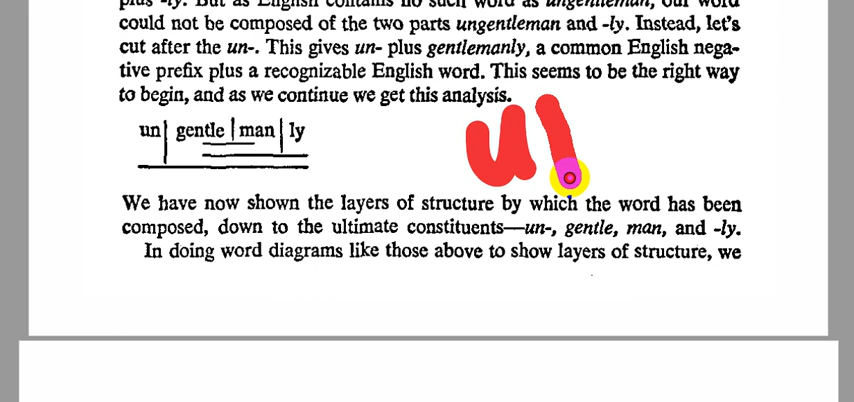 could not be composed of the two parts ungentleman and -ly. Instead, let's
cut after the un-. This gives un- plus gentlemanly, a common English nega-
tive prefix plus a recognizable English word. This seems to be the right way
to begin, and as we continue we get this analysis.
un gentle man ly
We have now shown the layers of structure by which the word has been
composed, down to the ultimate constituents—un-, gentle, man, and -ly.
In doing word diagrams like those above to show layers of structure, we